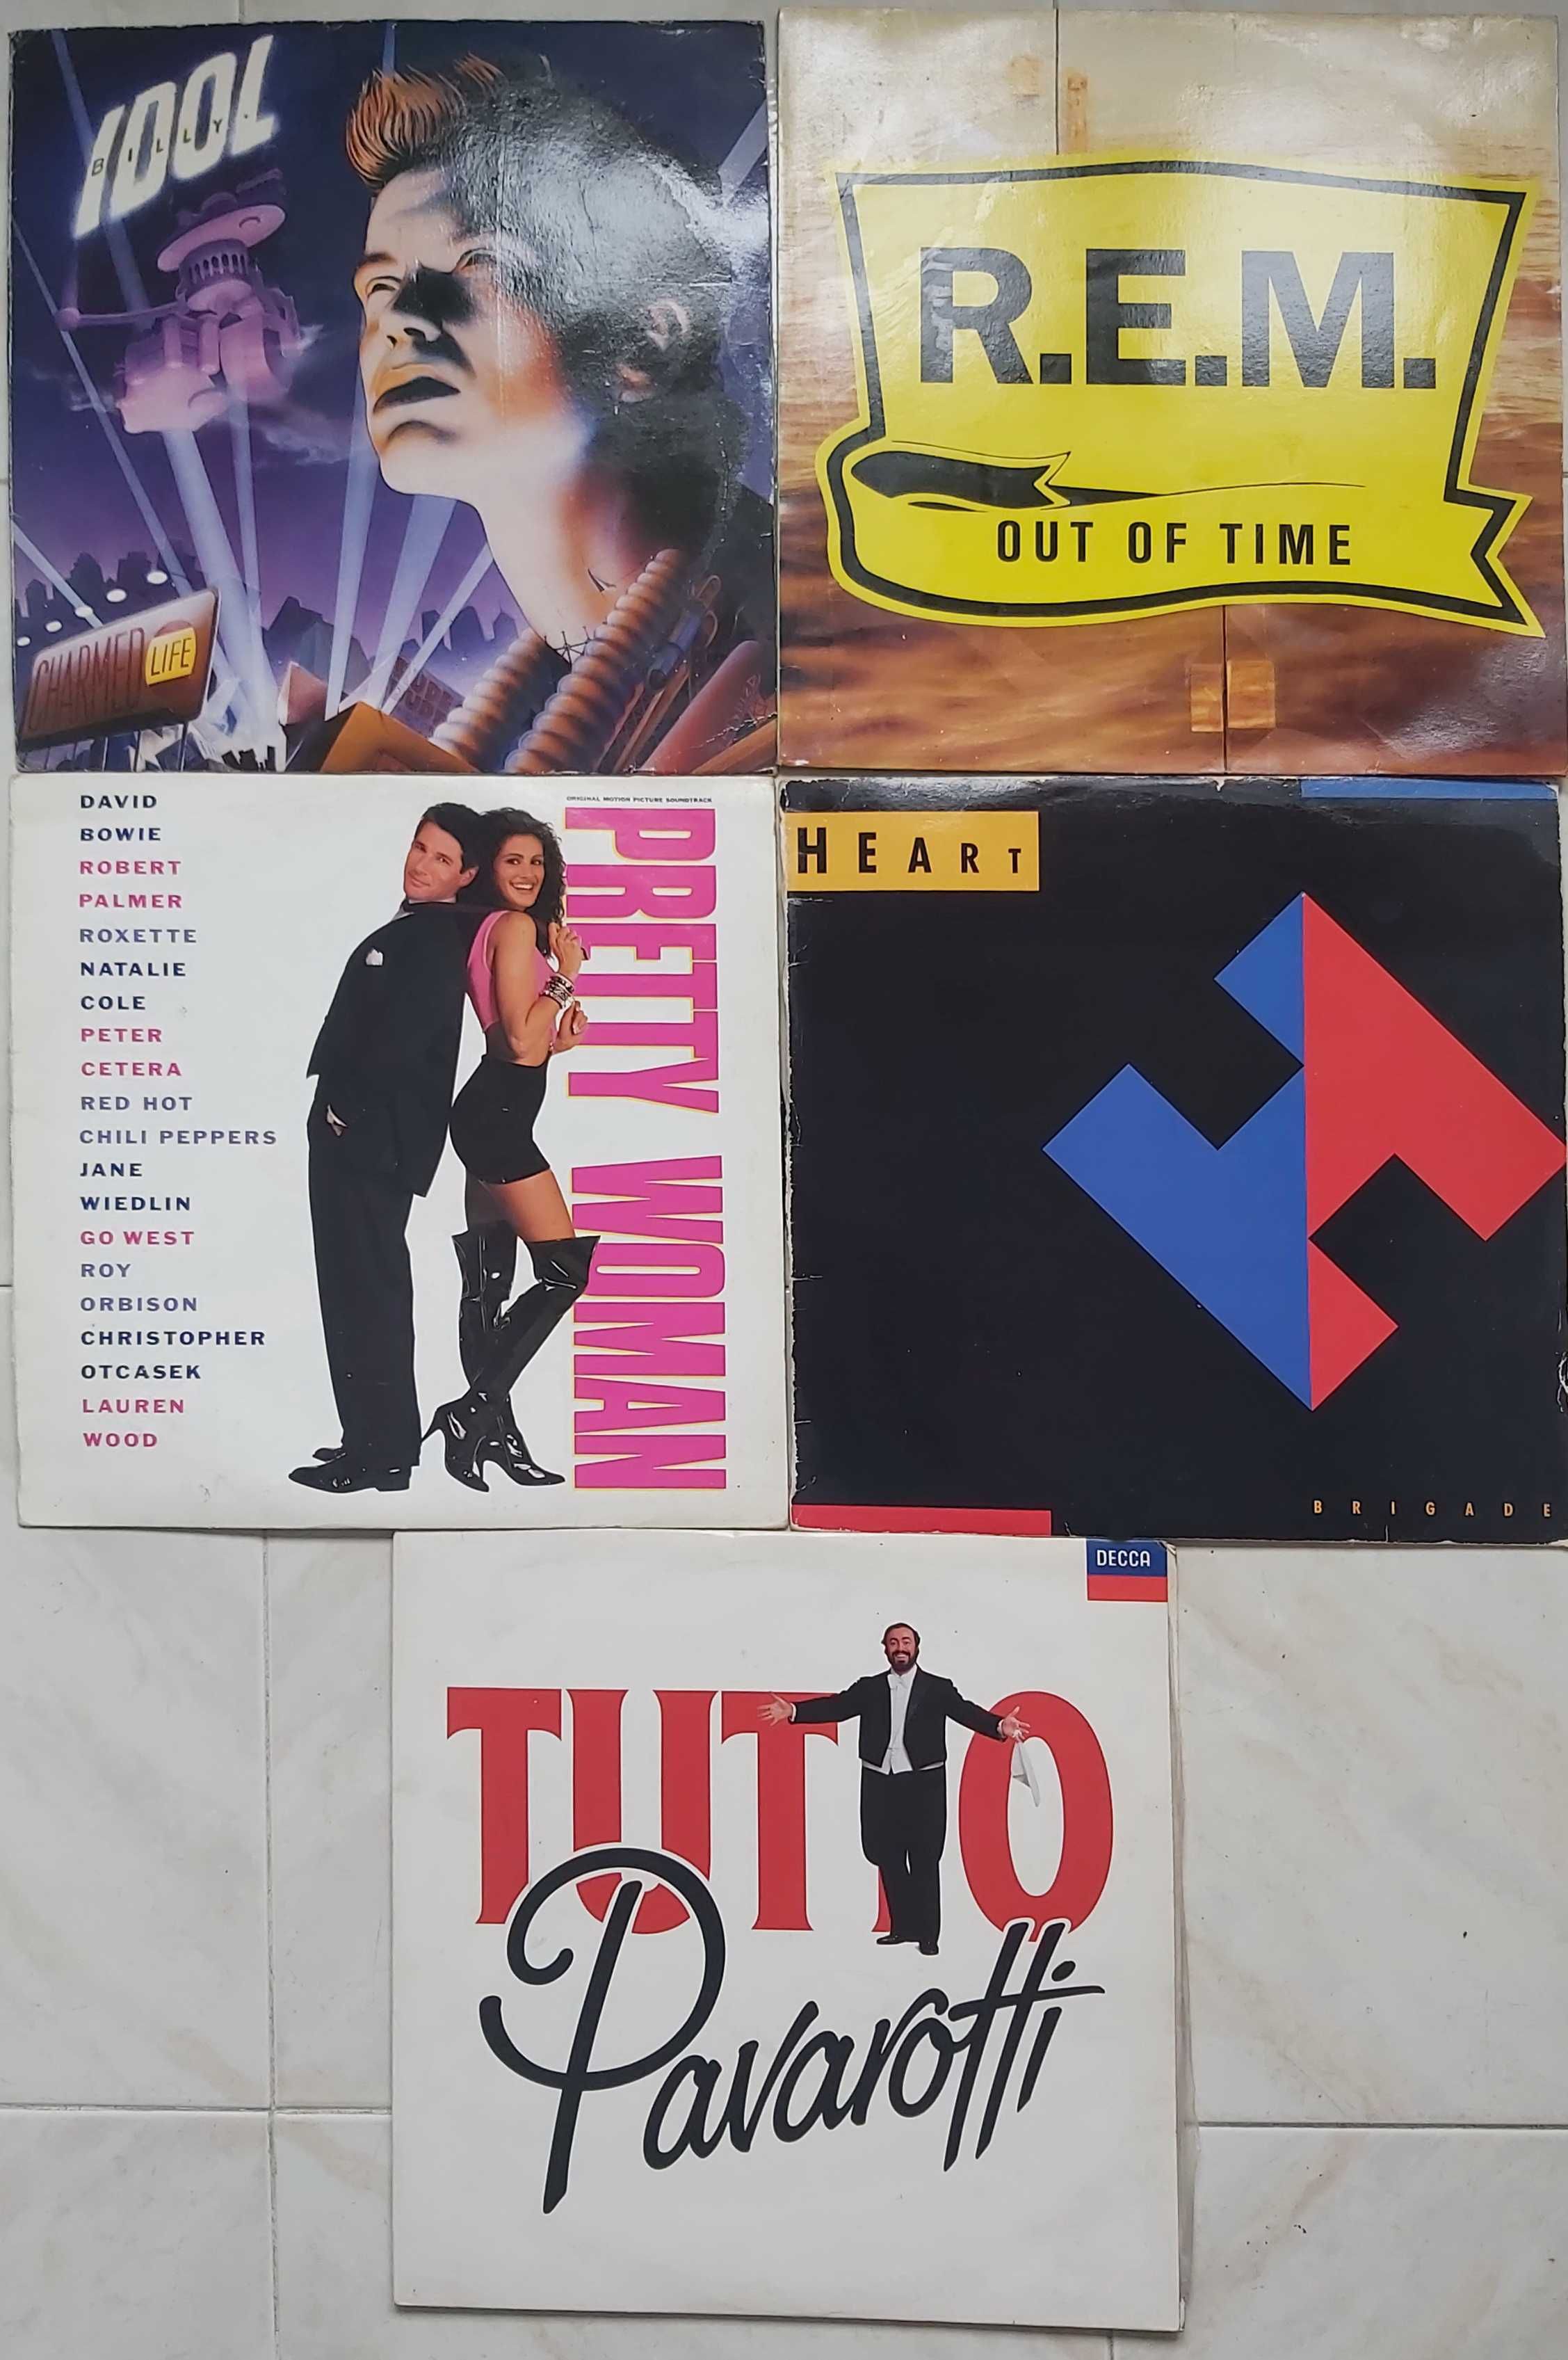 IDOL
BILLY
CHARMED LIFE
R.E.M.
OUT OF TIME
DAVID
BOWIE
ROBERT
PALMER
ROXETTE
NATALIE
COLE
PETER
CETERA
RED HOT
CHILI PEPPERS
JANE
WIEDLIN
GO WEST
ROY
ORBISON
CHRISTOPHER
OTCASEK
LAUREN
WOOD
ORIGINAL MOTION PICTURE SOUNDTRACK
PRETTY WOMAN
HEART
BRIGADE
DECCA
TUTTO
Pavarotti